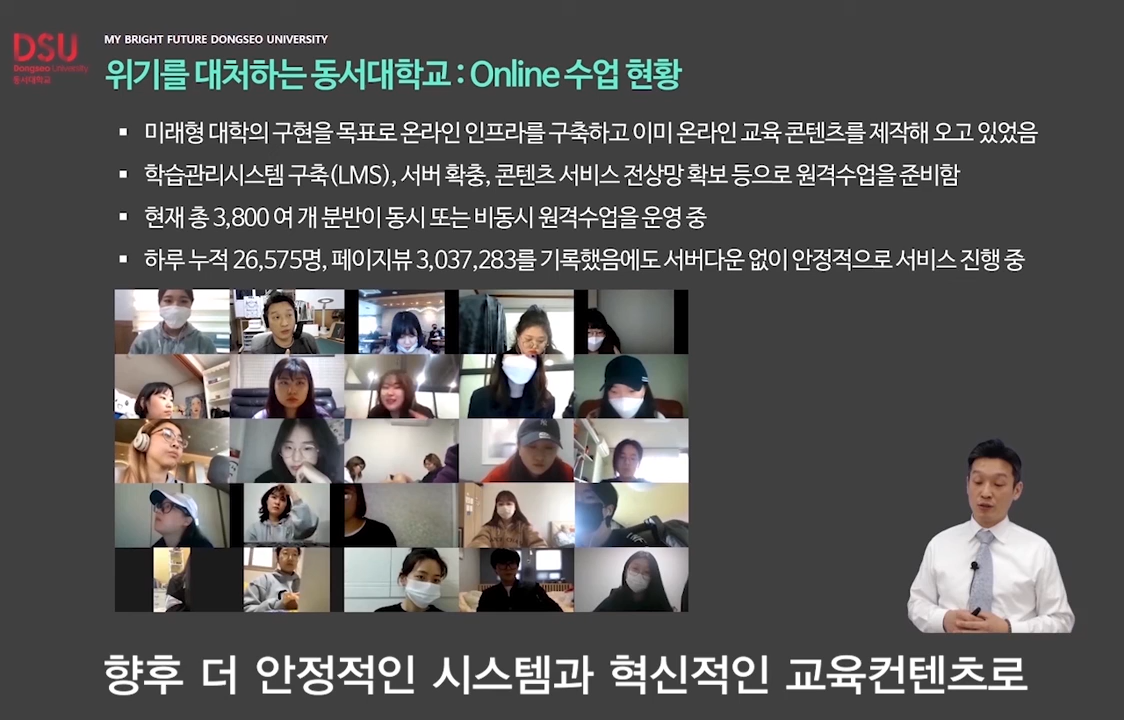 DSU
Dongseo University
동서대학교
MY BRIGHT FUTURE DONGSEO UNIVERSITY
위기를 대처하는 동서대학교 : Online 수업 현황
▪ 미래형 대학의 구현을 목표로 온라인 인프라를 구축하고 이미 온라인 교육 콘텐츠를 제작해 오고 있었음
▪ 학습관리시스템 구축(LMS), 서버 확충, 콘텐츠 서비스 전상망 확보 등으로 원격수업을 준비함
▪ 현재 총 3,800 여 개 분반이 동시 또는 비동시 원격수업을 운영 중
▪ 하루 누적 26,575명, 페이지뷰 3,037,283를 기록했음에도 서버다운 없이 안정적으로 서비스 진행 중
향후 더 안정적인 시스템과 혁신적인 교육컨텐츠로